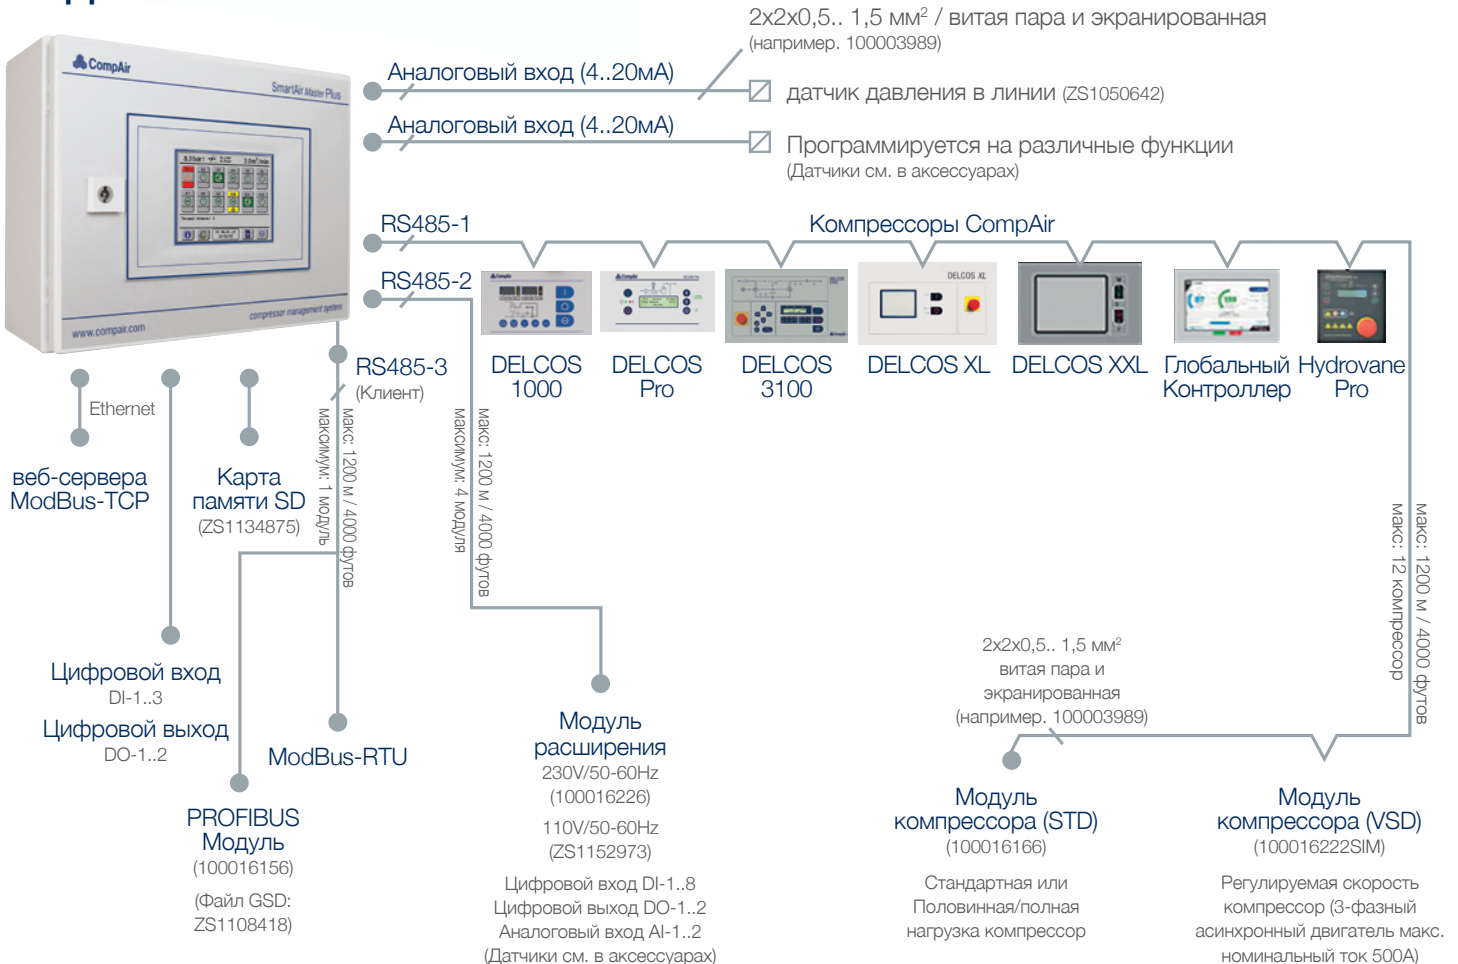 2x2x0,5.. 1,5 мм² / витая пара и экранированная
(например. 100003989)
CompAir
SmartAir Master Plus
Аналоговый вход (4..20мА)
датчик давления в линии (ZS1050642)
Аналоговый вход (4..20мА)
Программируется на различные функции
(Датчики см. в аксессуарах)
RS485-1
Компрессоры CompAir
RS485-2
DELCOS XL
www.compair.com
compressor management system
RS485-3
(Клиент)
DELCOS
1000
DELCOS
Pro
DELCOS
3100
DELCOS XL
DELCOS XXL
Глобальный
Контроллер
Hydrovane
Pro
Ethernet
веб-сервера
ModBus-TCP
Карта
памяти SD
(ZS1134875)
макс: 1200 м / 4000 футов
максимум: 1 модуль
макс: 1200 м / 4000 футов
максимум: 4 модуля
макс: 1200 м / 4000 футов
макс: 12 компрессор
Цифровой вход
DI-1..3
Цифровой выход
DO-1..2
ModBus-RTU
PROFIBUS
Модуль
(100016156)
(Файл GSD:
ZS1108418)
Модуль
расширения
230V/50-60Hz
(100016226)
110V/50-60Hz
(ZS1152973)
Цифровой вход DI-1..8
Цифровой выход DO-1..2
Аналоговый вход AI-1..2
(Датчики см. в аксессуарах)
2x2x0,5.. 1,5 мм²
витая пара и
экранированная
(например. 100003989)
Модуль
компрессора (STD)
(100016166)
Стандартная или
Половинная/полная
нагрузка компрессор
Модуль
компрессора (VSD)
(100016222SIM)
Регулируемая скорость
компрессор (3-фазный
асинхронный двигатель макс.
номинальный ток 500A)